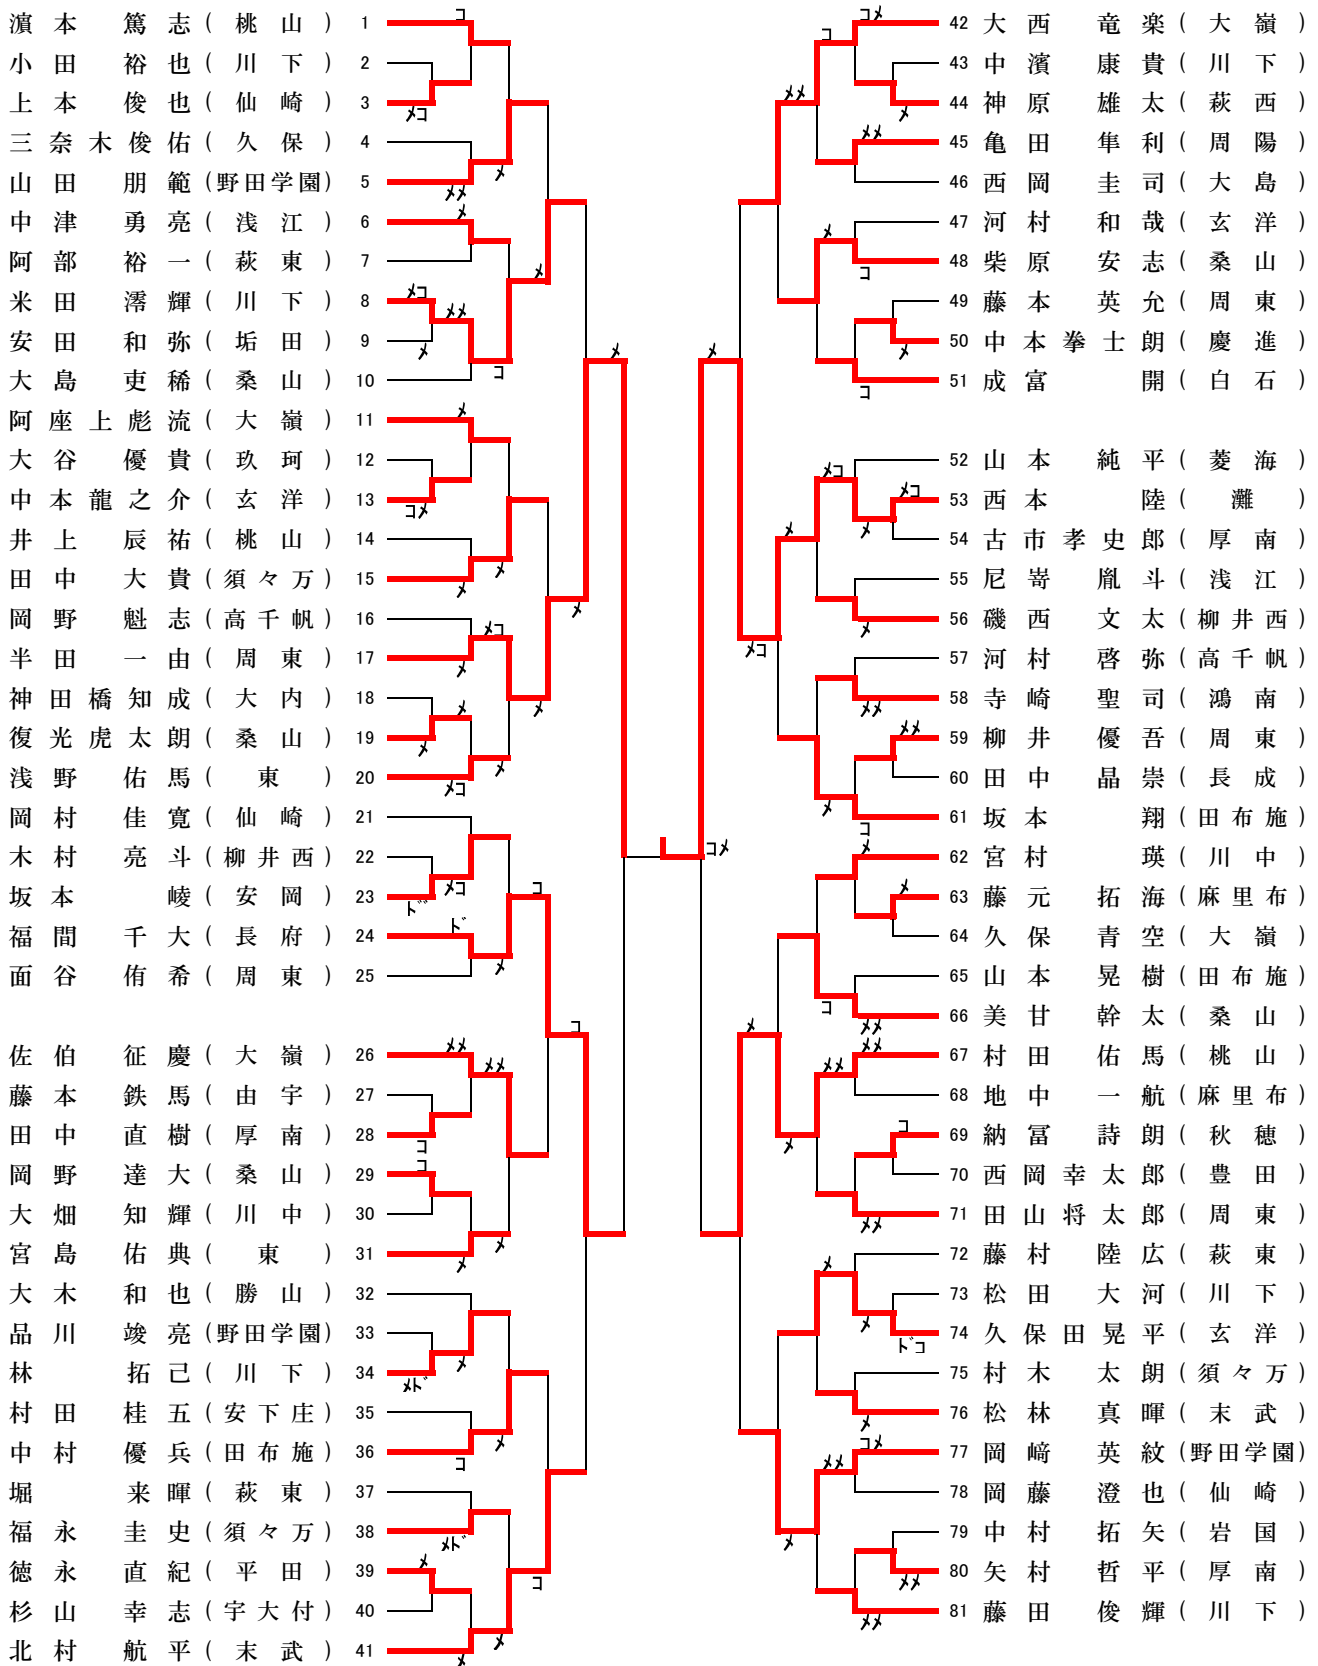 濵本 篤志 ( 桃山 ) 1
小田 裕也 ( 川下 ) 2
上本 俊也 ( 仙崎 ) 3
三奈木俊佑 ( 久保 ) 4
山田 朋範 (野田学園) 5
中津 勇亮 ( 浅江 ) 6
阿部 裕一 ( 萩東 ) 7
米田 澪輝 ( 川下 ) 8
安田 和弥 ( 垢田 ) 9
大島 吏稀 ( 桑山 ) 10
阿座上彪流 ( 大嶺 ) 11
大谷 優貴 ( 玖珂 ) 12
中本龍之介 ( 玄洋 ) 13
井上 辰祐 ( 桃山 ) 14
田中 大貴 (須々万) 15
岡野 魁志 (高千帆) 16
半田 一由 ( 周東 ) 17
神田橋知成 ( 大内 ) 18
復光虎太朗 ( 桑山 ) 19
浅野 佑馬 ( 東 ) 20
岡村 佳寛 ( 仙崎 ) 21
木村 亮斗 (柳井西) 22
坂本 崚 ( 安岡 ) 23
福間 千大 ( 長府 ) 24
面谷 侑希 ( 周東 ) 25
佐伯 征慶 ( 大嶺 ) 26
藤本 鉄馬 ( 由宇 ) 27
田中 直樹 ( 厚南 ) 28
岡野 達大 ( 桑山 ) 29
大畑 知輝 ( 川中 ) 30
宮島 佑典 ( 東 ) 31
大木 和也 ( 勝山 ) 32
品川 竣亮 (野田学園) 33
林 拓己 ( 川下 ) 34
村田 桂五 (安下庄) 35
中村 優兵 (田布施) 36
堀 来暉 ( 萩東 ) 37
福永 圭史 (須々万) 38
徳永 直紀 ( 平田 ) 39
杉山 幸志 (宇大付) 40
北村 航平 ( 末武 ) 41
42 大西 竜楽 ( 大嶺 )
43 中濱 康貴 ( 川下 )
44 神原 雄太 ( 萩西 )
45 亀田 隼利 ( 周陽 )
46 西岡 圭司 ( 大島 )
47 河村 和哉 ( 玄洋 )
48 柴原 安志 ( 桑山 )
49 藤本 英允 ( 周東 )
50 中本拳士朗 ( 慶進 )
51 成富 開 ( 白石 )
52 山本 純平 ( 菱海 )
53 西本 陸 ( 灘 )
54 古市孝史郎 ( 厚南 )
55 尼嵜 胤斗 ( 浅江 )
56 磯西 文太 (柳井西)
57 河村 啓弥 (高千帆)
58 寺崎 聖司 ( 鴻南 )
59 柳井 優吾 ( 周東 )
60 田中 晶崇 ( 長成 )
61 坂本 翔 (田布施)
62 宮村 瑛 ( 川中 )
63 藤元 拓海 (麻里布)
64 久保 青空 ( 大嶺 )
65 山本 晃樹 (田布施)
66 美甘 幹太 ( 桑山 )
67 村田 佑馬 ( 桃山 )
68 地中 一航 (麻里布)
69 納冨 詩朗 ( 秋穂 )
70 西岡幸太郎 ( 豊田 )
71 田山将太郎 ( 周東 )
72 藤村 陸広 ( 萩東 )
73 松田 大河 ( 川下 )
74 久保田晃平 ( 玄洋 )
75 村木 太朗 (須々万)
76 松林 真暉 ( 末武 )
77 岡﨑 英紋 (野田学園)
78 岡藤 澄也 ( 仙崎 )
79 中村 拓矢 ( 岩国 )
80 矢村 哲平 ( 厚南 )
81 藤田 俊輝 ( 川下 )